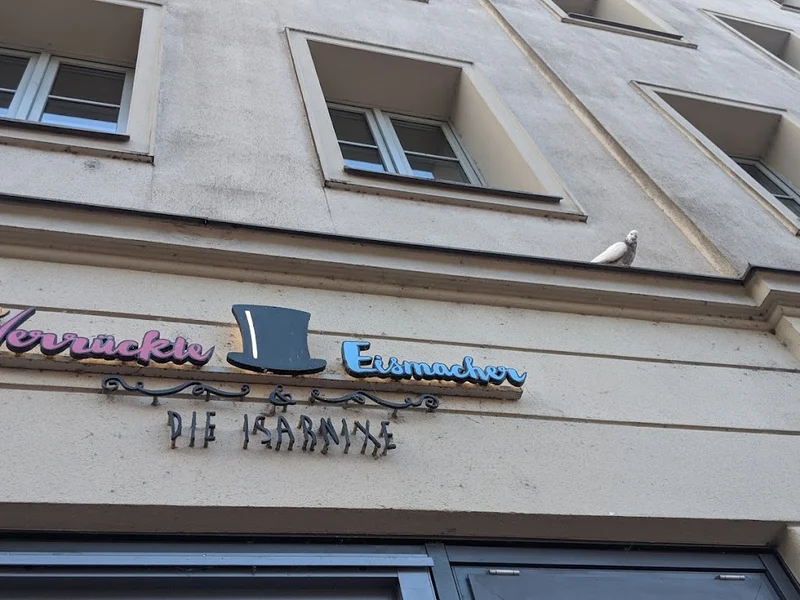 Verrückte Eismacher
&
DIE ISARNIXE